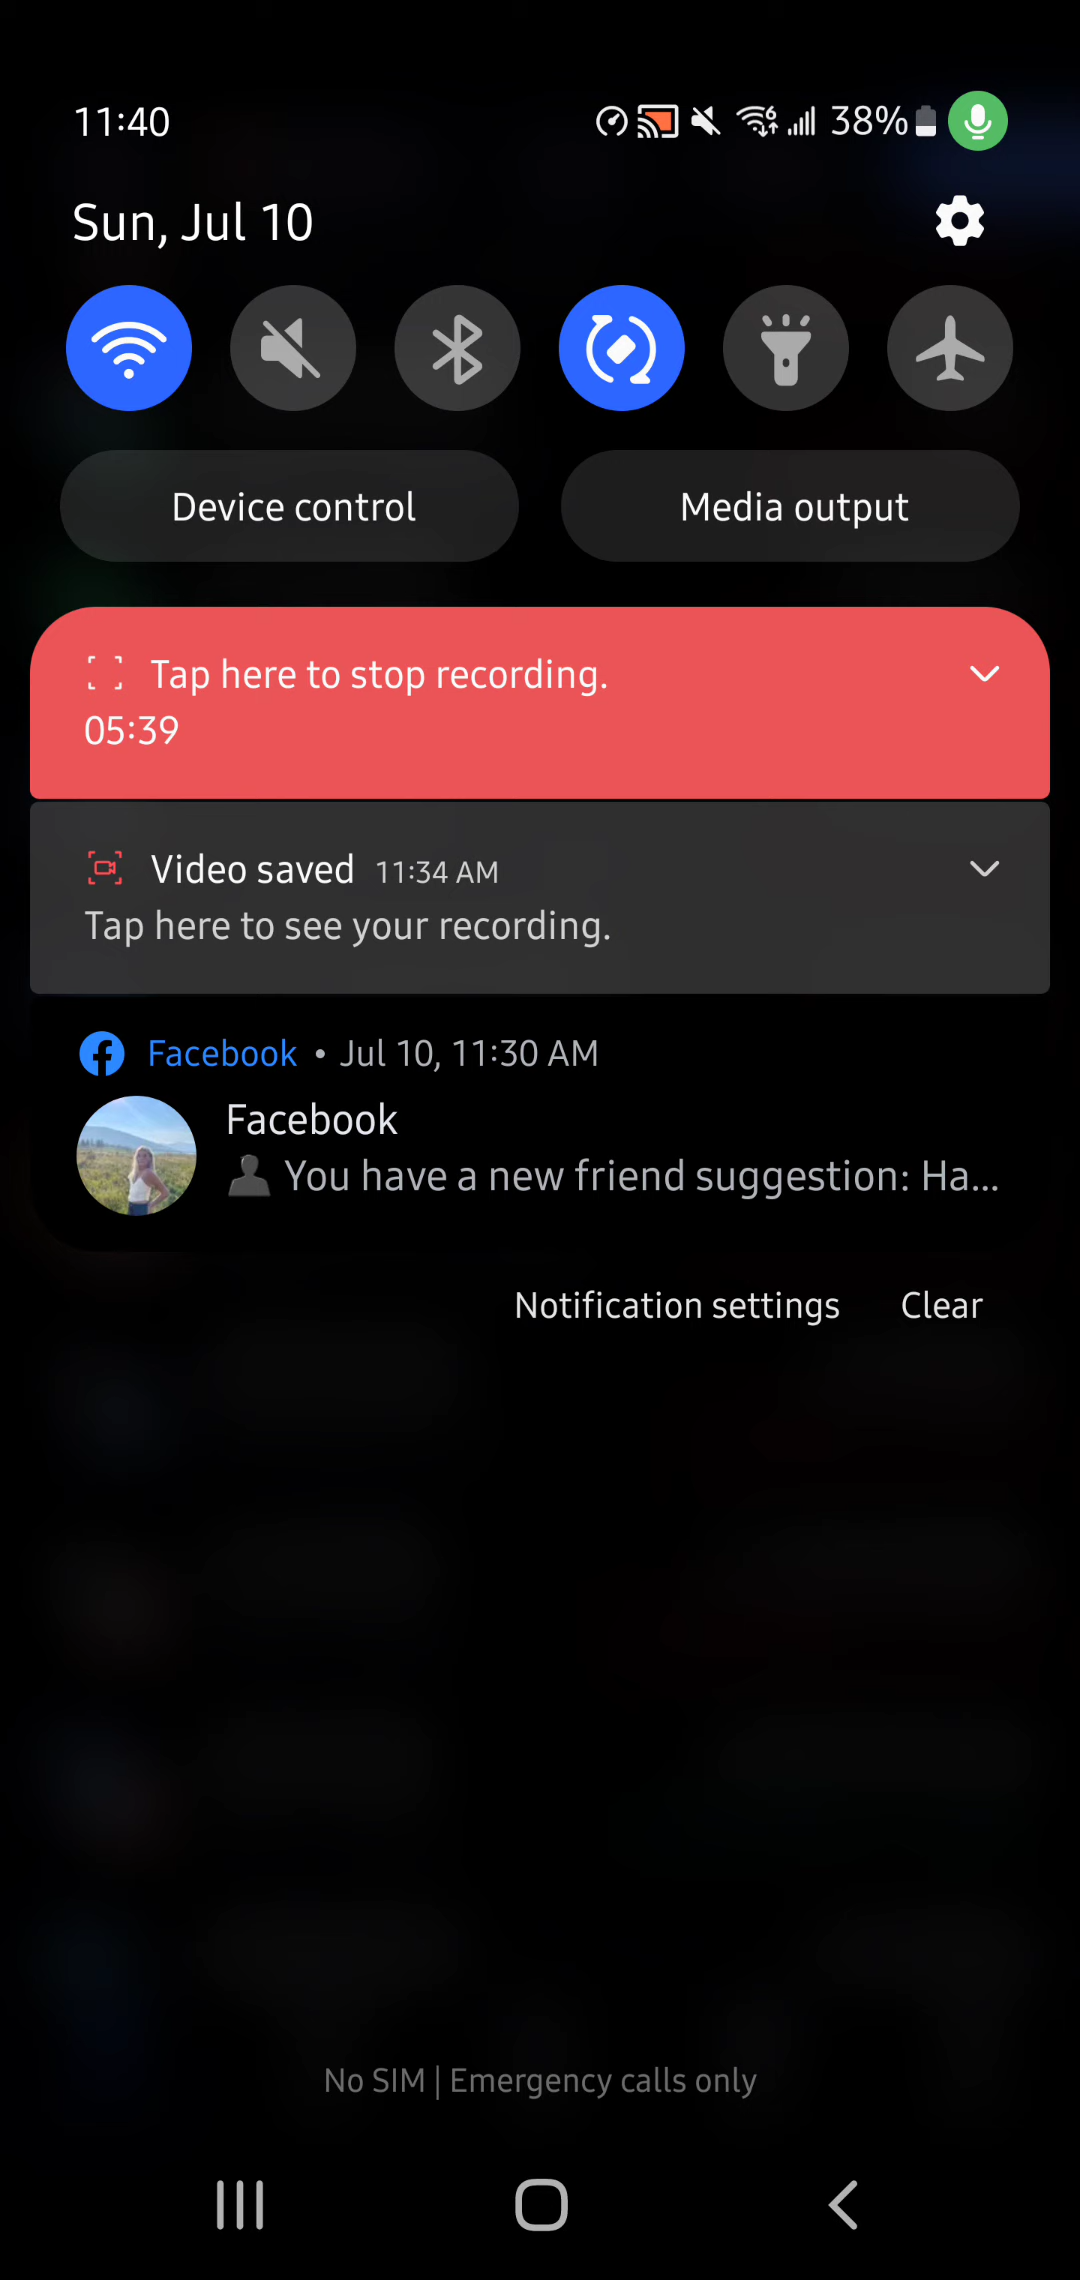 11:40 38%
Sun, Jul 10
Device control
Media output
Tap here to stop recording.
05:39
Video saved 11:34 AM
Tap here to see your recording.
Facebook • Jul 10, 11:30 AM
Facebook
You have a new friend suggestion: Ha...
Notification settings Clear
No SIM | Emergency calls only